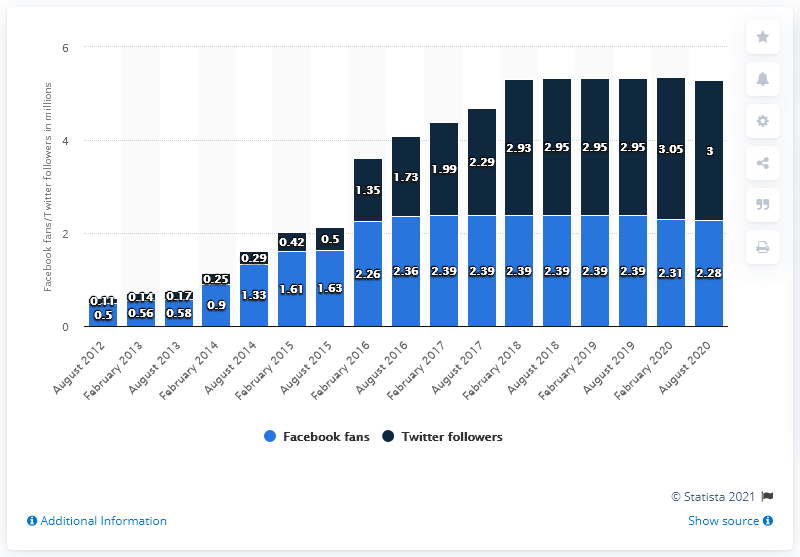 Facebook fans/Twitter followers in millions
6
4
2
0
0.11 0.14 0.17 0.25 0.29 0.42 0.5 1.35 1.73 1.99 2.29 2.93 2.95 2.95 2.95 3.05 3
0.5 0.56 0.58 0.9 1.33 1.61 1.63 2.26 2.36 2.39 2.39 2.39 2.39 2.39 2.39 2.31 2.28
August 2012
February 2013
August 2013
February 2014
August 2014
February 2015
August 2015
February 2016
August 2016
February 2017
August 2017
February 2018
August 2018
February 2019
August 2019
February 2020
August 2020
Facebook fans Twitter followers
© Statista 2021
Additional Information Show source